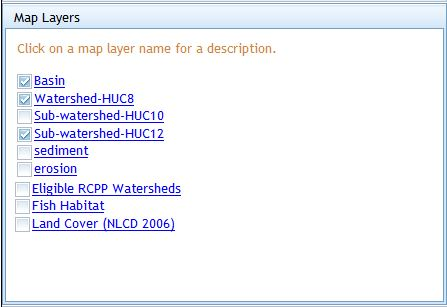 Map Layers
Click on a map layer name for a description.
Basin
Watershed-HUC8
Sub-watershed-HUC10
Sub-watershed-HUC12
sediment
erosion
Eligible RCPP Watersheds
Fish Habitat
Land Cover (NLCD 2006)